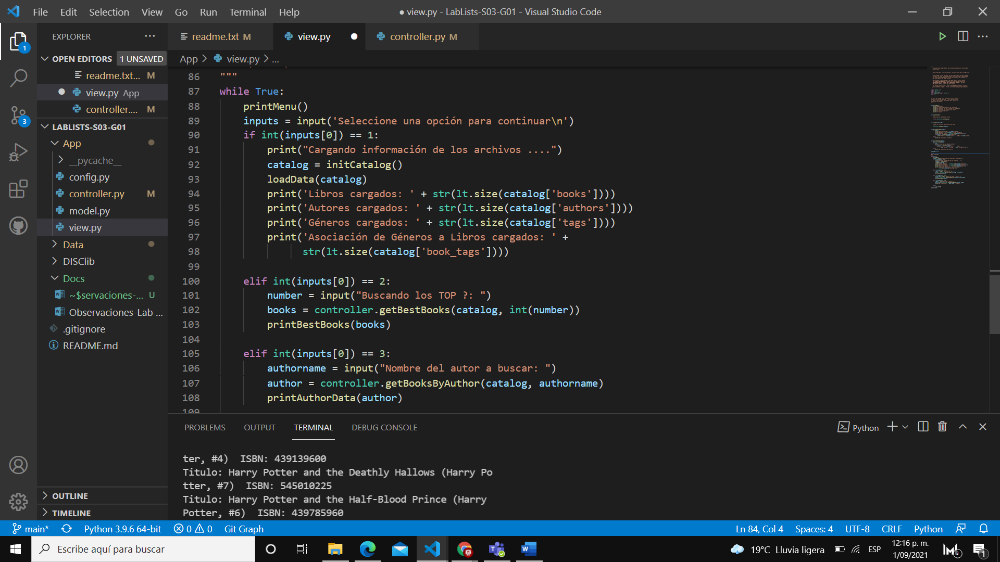 File Edit Selection View Go Run Terminal Help
● view.py - LabLists-S03-G01 - Visual Studio Code
EXPLORER
readme.txt M
view.py
controller.py M
OPEN EDITORS 1 UNSAVED
readme.txt... M
view.py App
controller.... M
LABLISTS-S03-G01
App
__pycache__
config.py
controller.py M
model.py
view.py
Data
DISClib
Docs
~$servaciones-... U
Observaciones-Lab ...
.gitignore
README.md
OUTLINE
TIMELINE
1
3
App > view.py > ...
86 """
87 while True:
88 printMenu()
89 inputs = input('Seleccione una opción para continuar\n')
90 if int(inputs[0]) == 1:
91 print("Cargando información de los archivos ....")
92 catalog = initCatalog()
93 loadData(catalog)
94 print('Libros cargados: ' + str(lt.size(catalog['books'])))
95 print('Autores cargados: ' + str(lt.size(catalog['authors'])))
96 print('Géneros cargados: ' + str(lt.size(catalog['tags'])))
97 print('Asociación de Géneros a Libros cargados: ' +
98 str(lt.size(catalog['book_tags'])))
99
100 elif int(inputs[0]) == 2:
101 number = input("Buscando los TOP ?: ")
102 books = controller.getBestBooks(catalog, int(number))
103 printBestBooks(books)
104
105 elif int(inputs[0]) == 3:
106 authorname = input("Nombre del autor a buscar: ")
107 author = controller.getBooksByAuthor(catalog, authorname)
108 printAuthorData(author)
109
PROBLEMS OUTPUT TERMINAL DEBUG CONSOLE
Python
ter, #4) ISBN: 439139600
Titulo: Harry Potter and the Deathly Hallows (Harry Po
tter, #7) ISBN: 545010225
Titulo: Harry Potter and the Half-Blood Prince (Harry
Potter, #6) ISBN: 439785960
main* Python 3.9.6 64-bit 0 0 Git Graph
Ln 84, Col 4 Spaces: 4 UTF-8 CRLF Python
Escribe aquí para buscar
19°C Lluvia ligera ESP
12:16 p. m.
1/09/2021
1